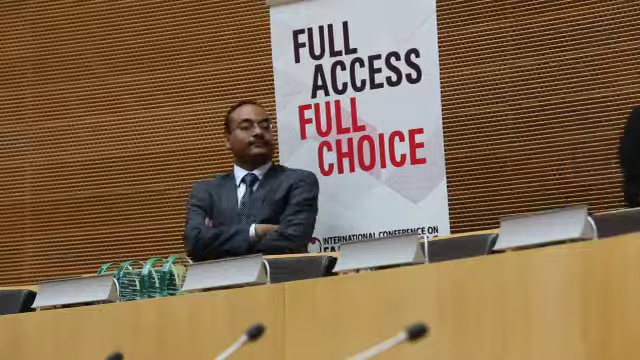 FULL
ACCESS
FULL
CHOICE
INTERNATIONAL CONFERENCE ON